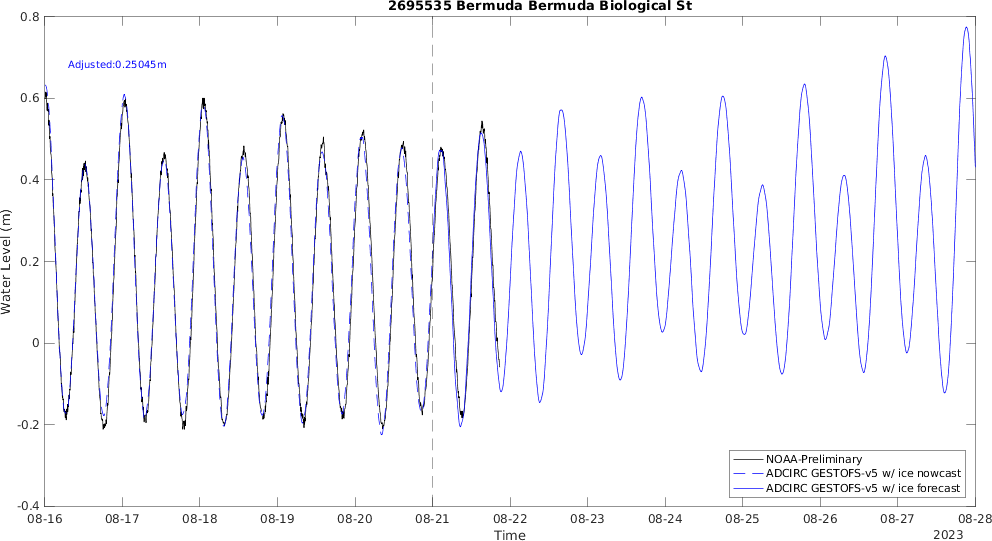 2695535 Bermuda Bermuda Biological St
Adjusted:0.25045m
Water Level (m)
0.8
0.6
0.4
0.2
0
-0.2
-0.4
NOAA-Preliminary
ADCIRC GESTOFS-v5 w/ ice nowcast
ADCIRC GESTOFS-v5 w/ ice forecast
08-16 08-17 08-18 08-19 08-20 08-21 08-22 08-23 08-24 08-25 08-26 08-27 08-28
Time
2023